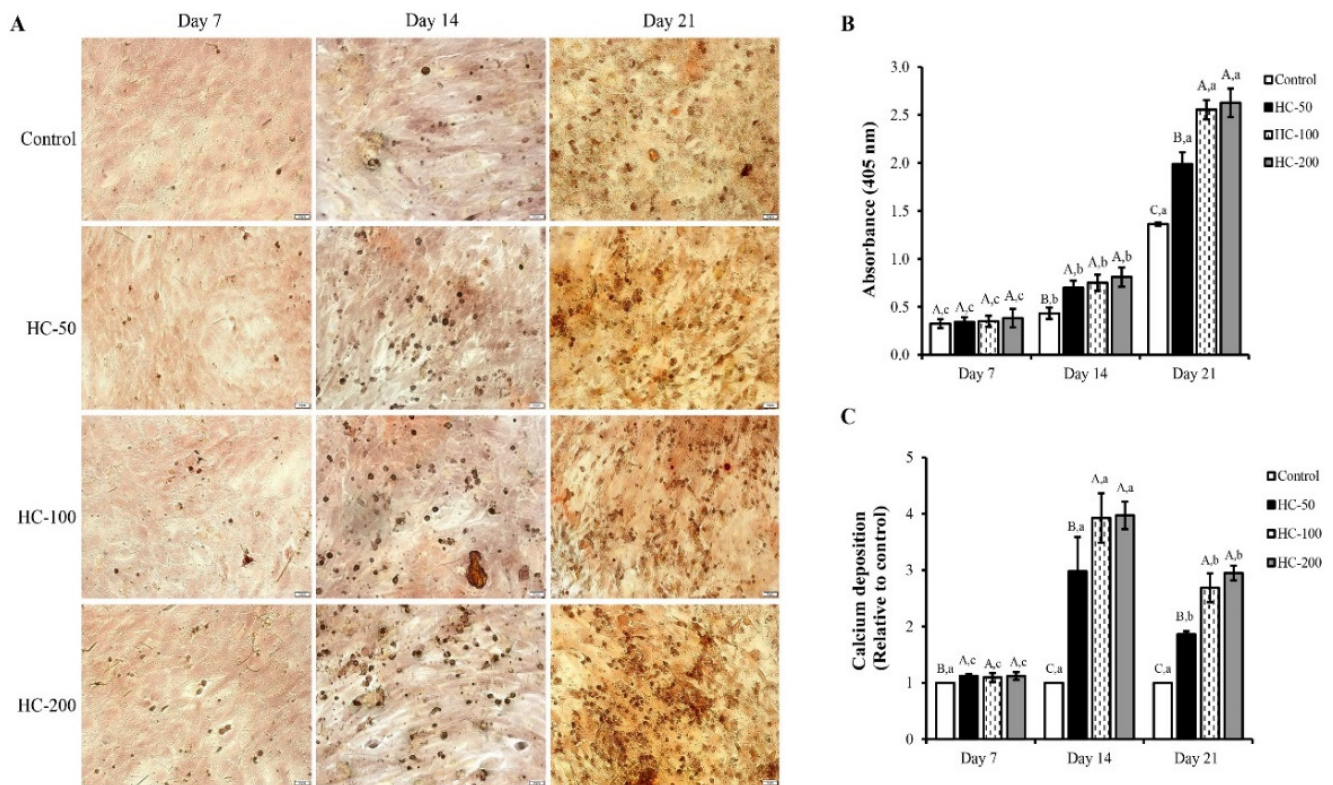 A
Day 7
Day 14
Day 21
Control
HC-50
HC-100
HC-200
B
Absorbance (405 nm)
3.0
2.5
2.0
1.5
1.0
0.5
0.0
A,c
A,c
A,c
A,c
B,b
A,b
A,b
A,b
C,a
B,a
A,a
A,a
Day 7
Day 14
Day 21
Control
HC-50
HC-100
HC-200
C
Calcium deposition
(Relative to control)
5
4
3
2
1
0
B,a
A,c
A,c
A,c
C,a
B,a
A,a
A,a
C,a
B,b
A,b
A,b
Day 7
Day 14
Day 21
Control
HC-50
HC-100
HC-200